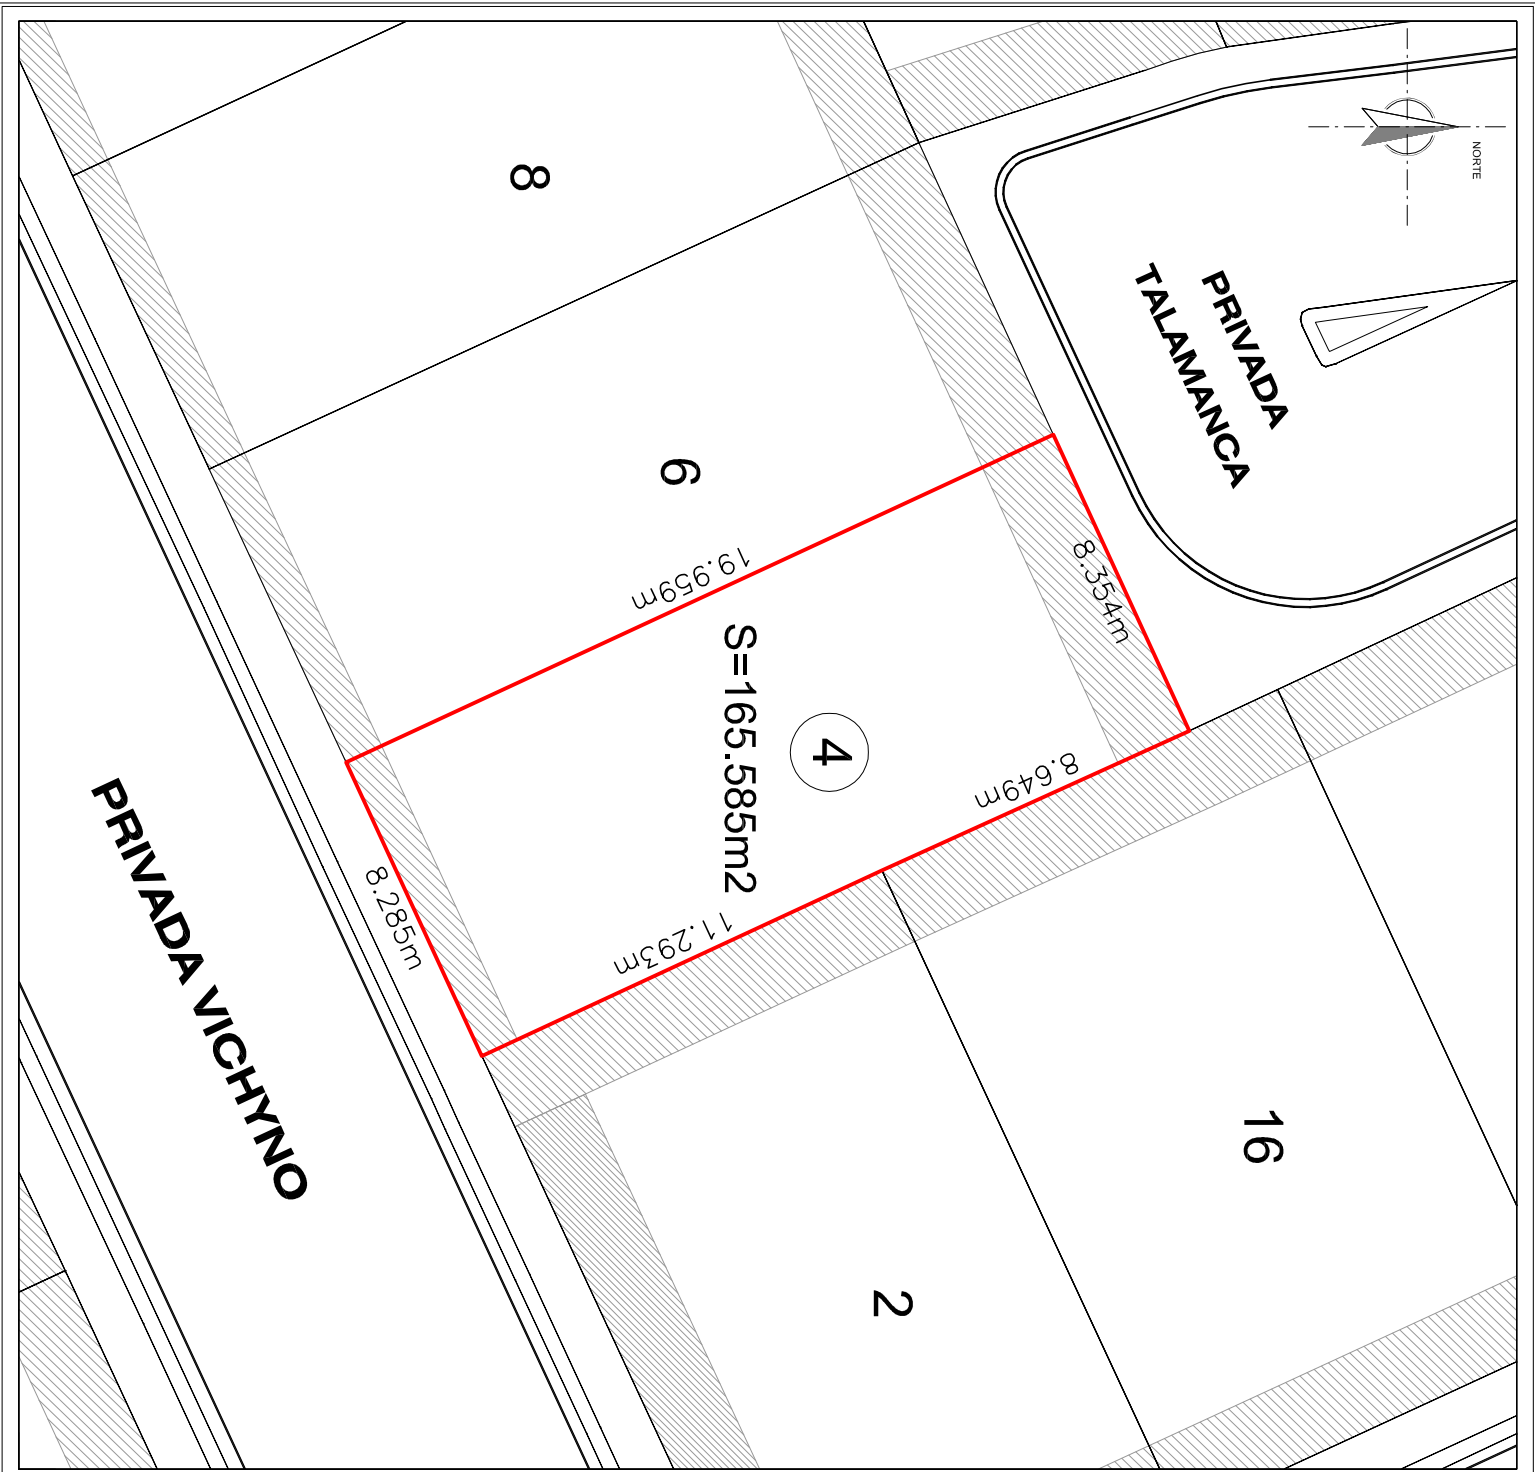 NORTE
PRIVADA
TALAMANCA
8
6
19.959m
8.354m
S=165.585m2
4
8.649m
11.293m
8.285m
PRIVADA VICHYNO
16
2